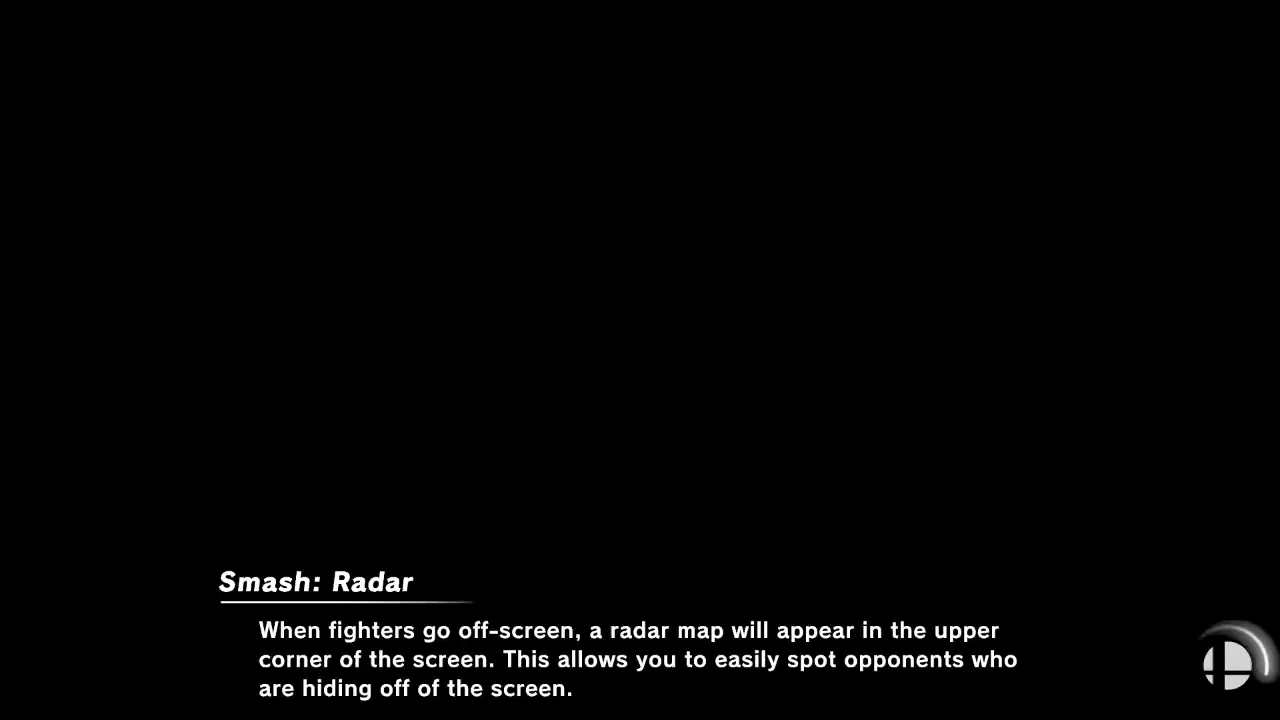 Smash: Radar
When fighters go off-screen, a radar map will appear in the upper
corner of the screen. This allows you to easily spot opponents who
are hiding off of the screen.